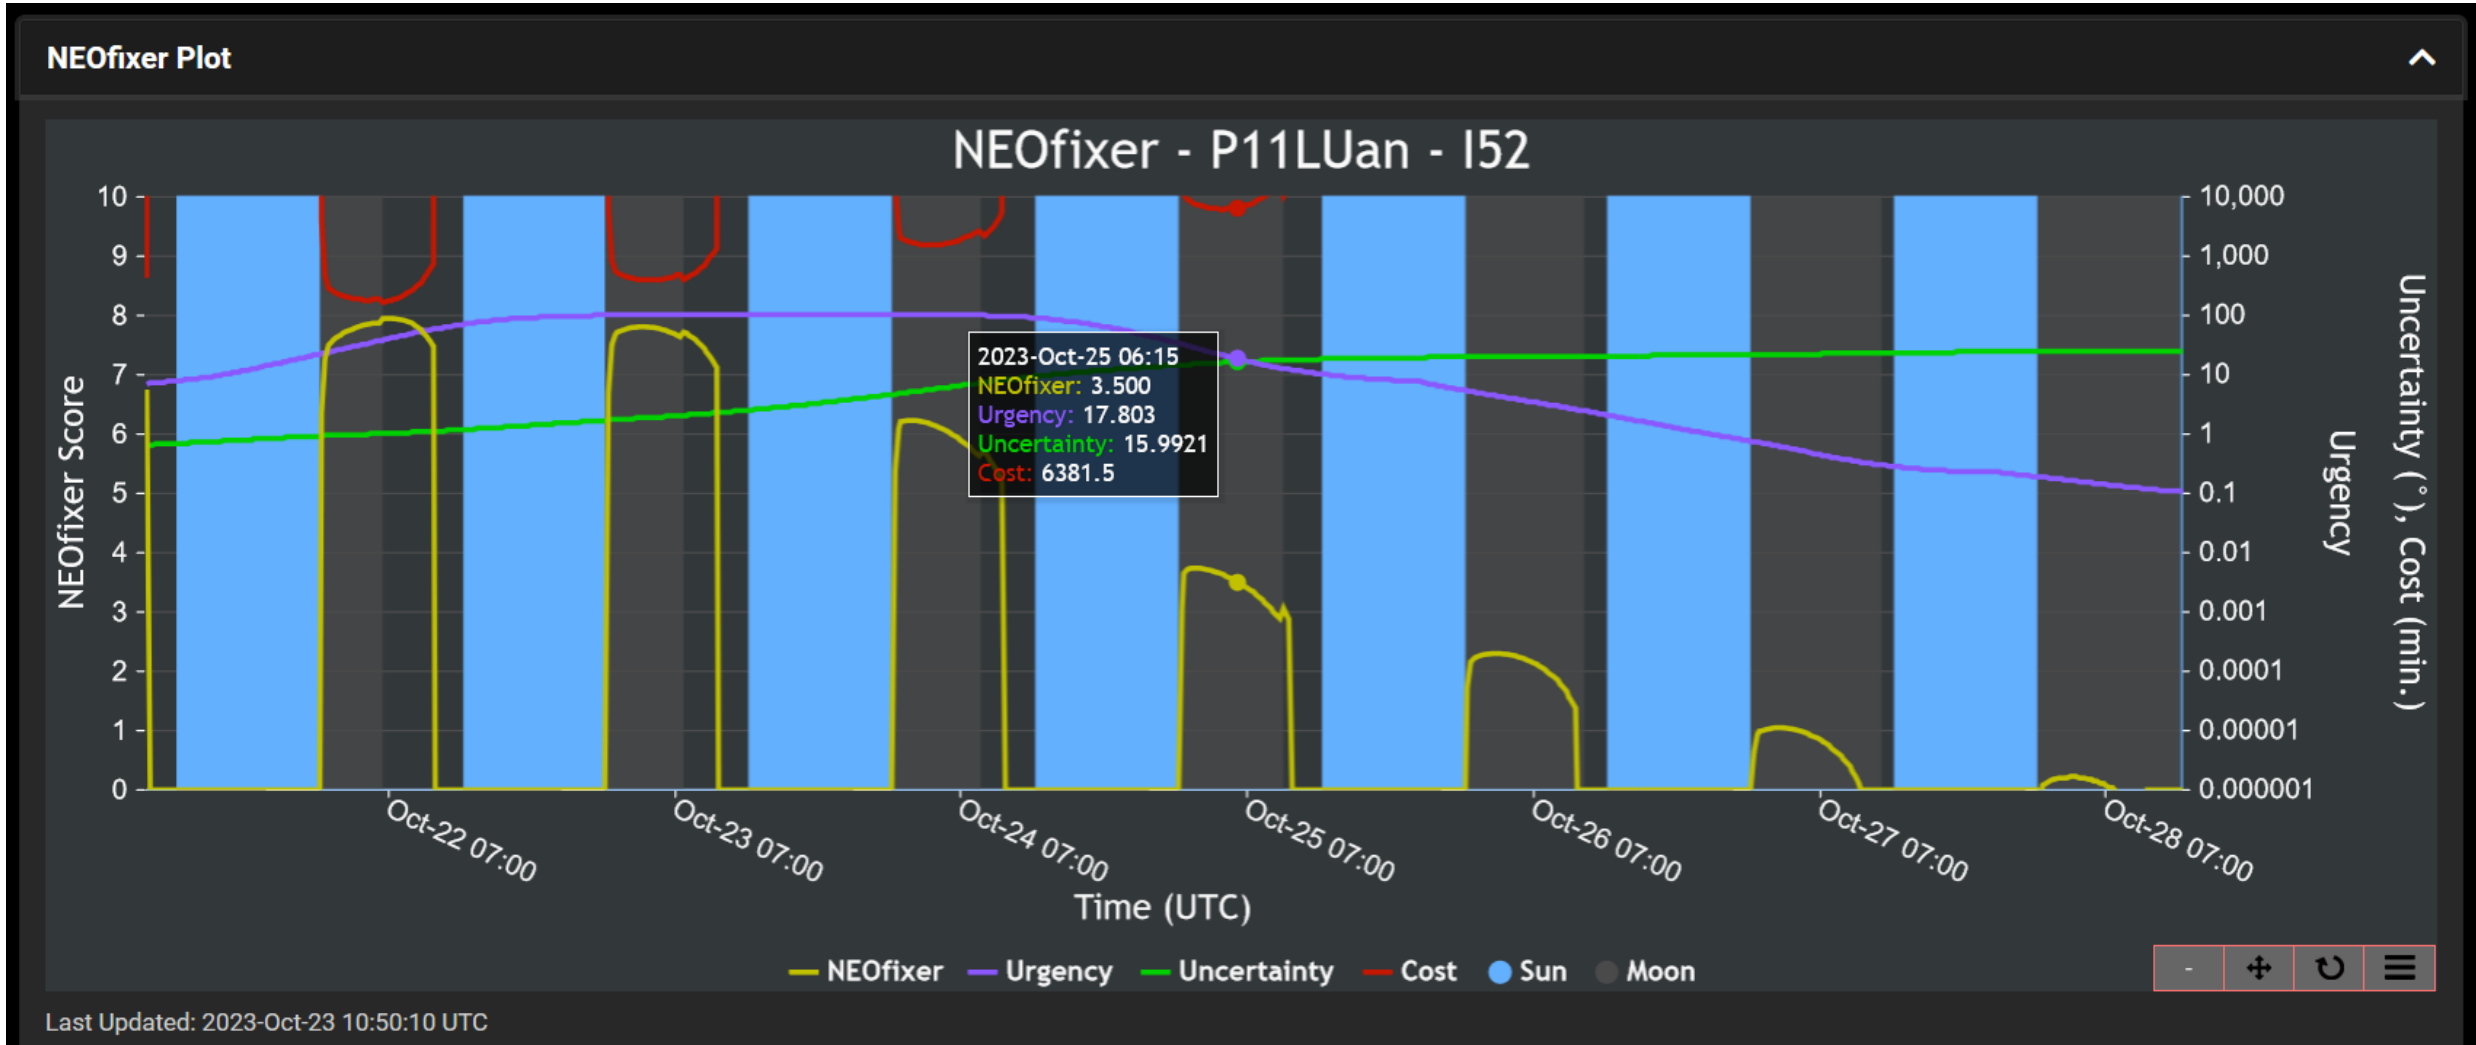 NEOfixer Plot
NEOfixer - P11LUan - I52
10
9
8
7
6
5
4
3
2
1
0
NEOfixer Score
10,000
1,000
100
10
1
0.1
0.01
0.001
0.0001
0.00001
0.000001
Urgency
Uncertainty (°), Cost (min.)
2023-Oct-25 06:15
NEOfixer: 3.500
Urgency: 17.803
Uncertainty: 15.9921
Cost: 6381.5
Oct-22 07:00
Oct-23 07:00
Oct-24 07:00
Oct-25 07:00
Oct-26 07:00
Oct-27 07:00
Oct-28 07:00
Time (UTC)
NEOfixer Urgency Uncertainty Cost Sun Moon
-
Last Updated: 2023-Oct-23 10:50:10 UTC